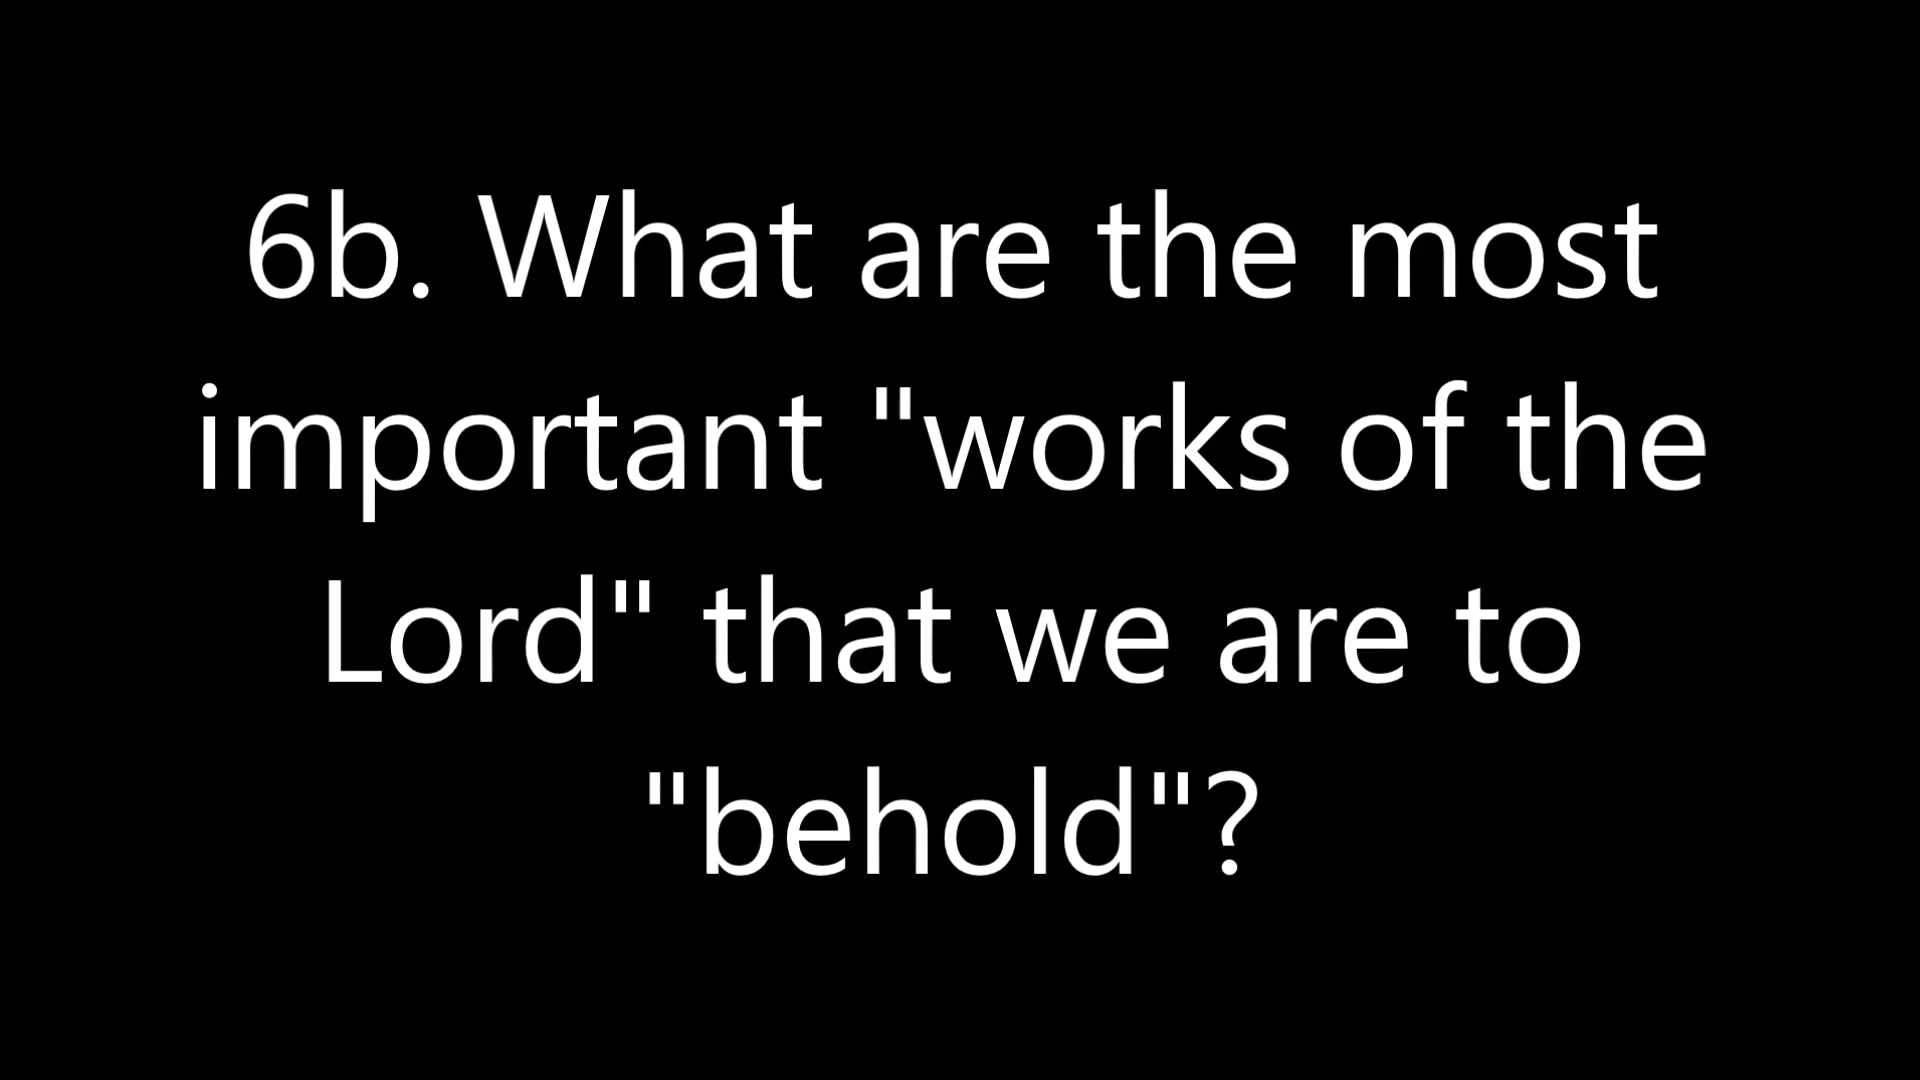 6b. What are the most
important "works of the
Lord" that we are to
"behold"?